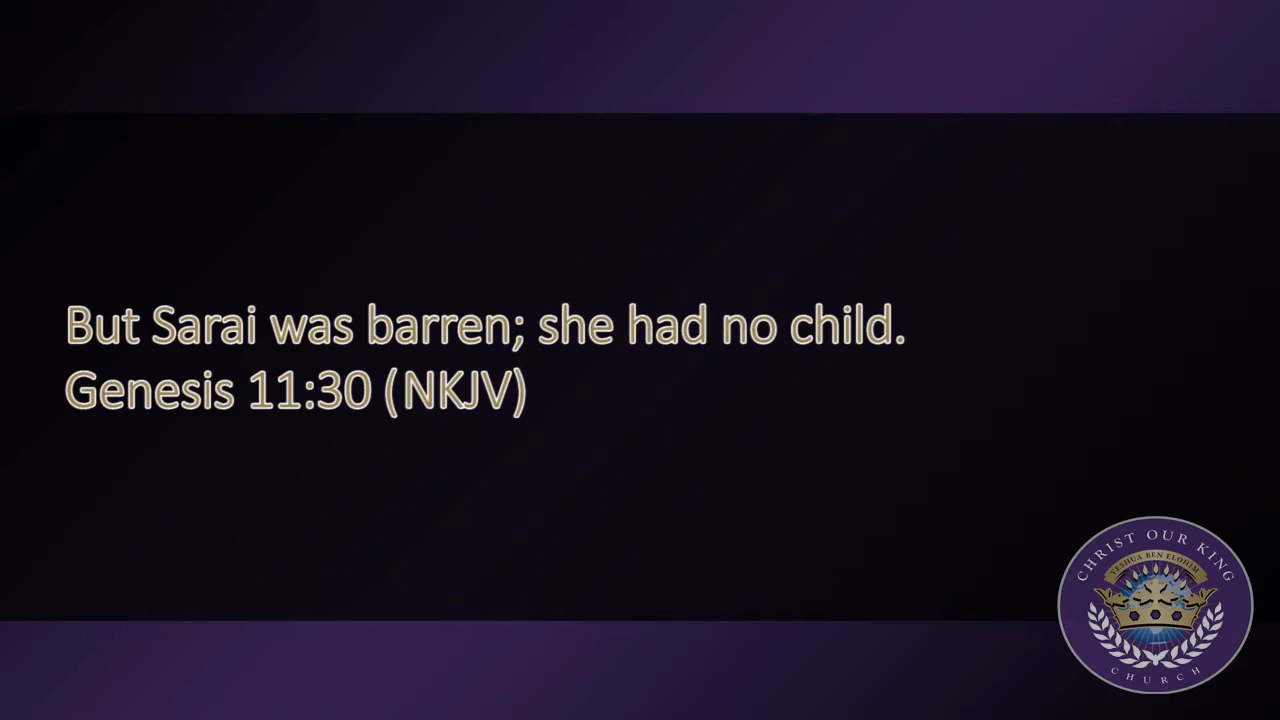 But Sarai was barren; she had no child.
Genesis 11:30 (NKJV)
CHRIST OUR KING
YESHUA BEN ELOHIM
CHURCH